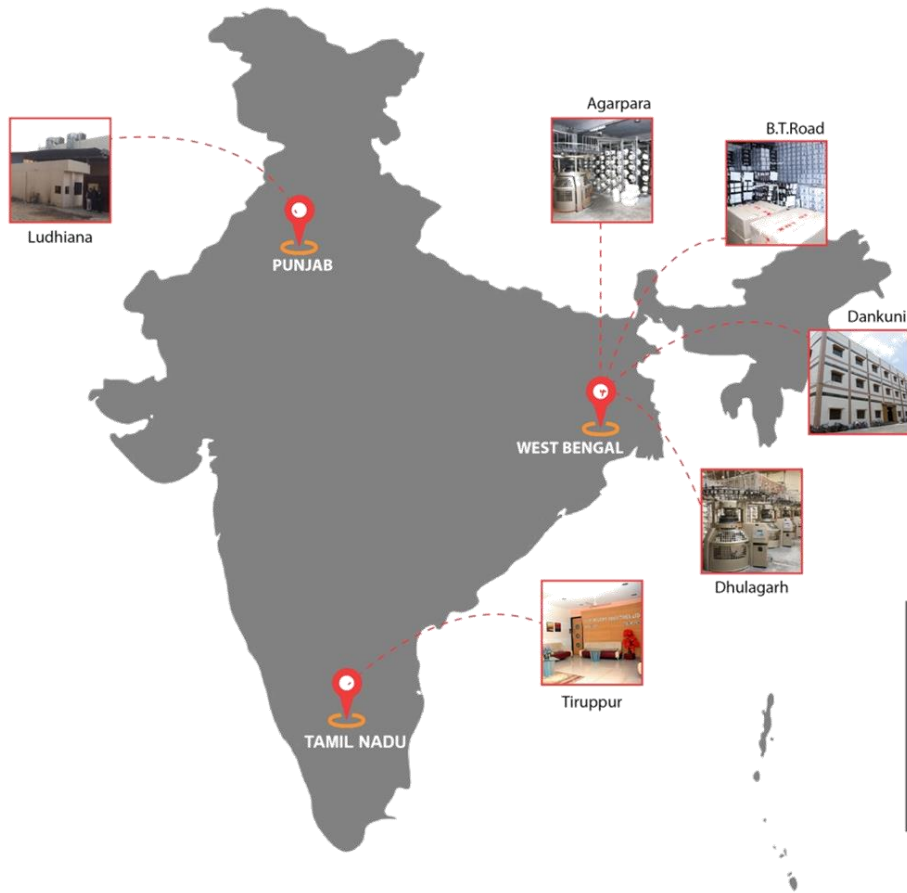 Agarpara
B.T.Road
Ludhiana
PUNJAB
Dankuni
WEST BENGAL
Dhulagarh
Tiruppur
TAMIL NADU